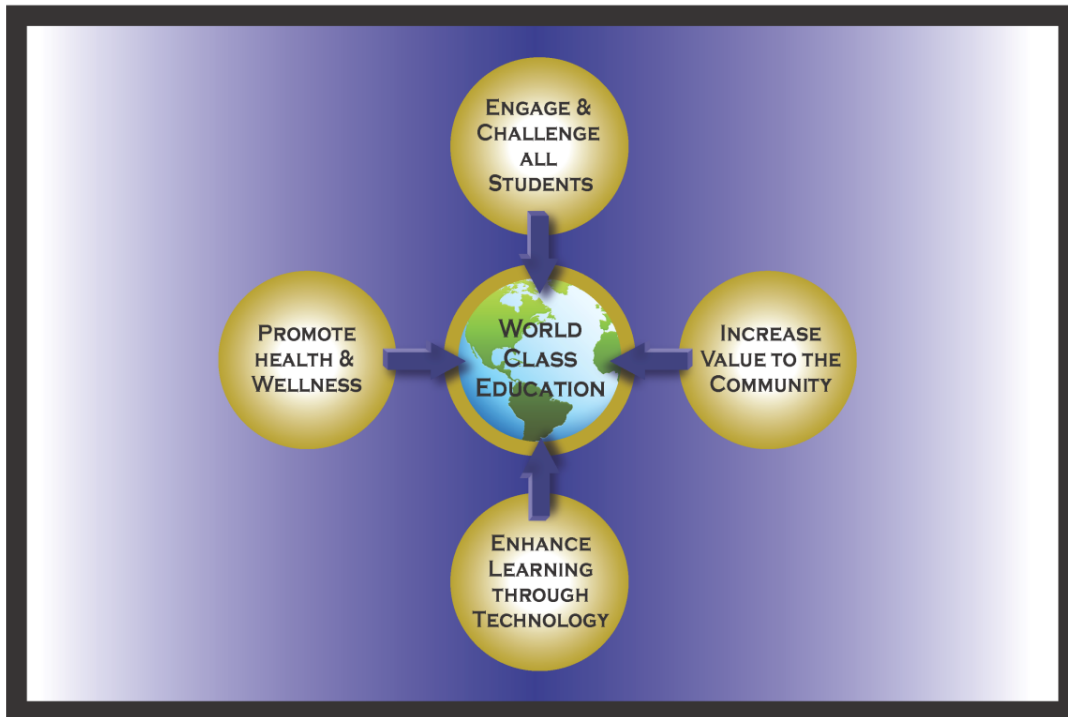 Engage &
Challenge
all
Students
Promote
health &
Wellness
World
Class
Education
Increase
Value to the
Community
Enhance
Learning
through
Technology